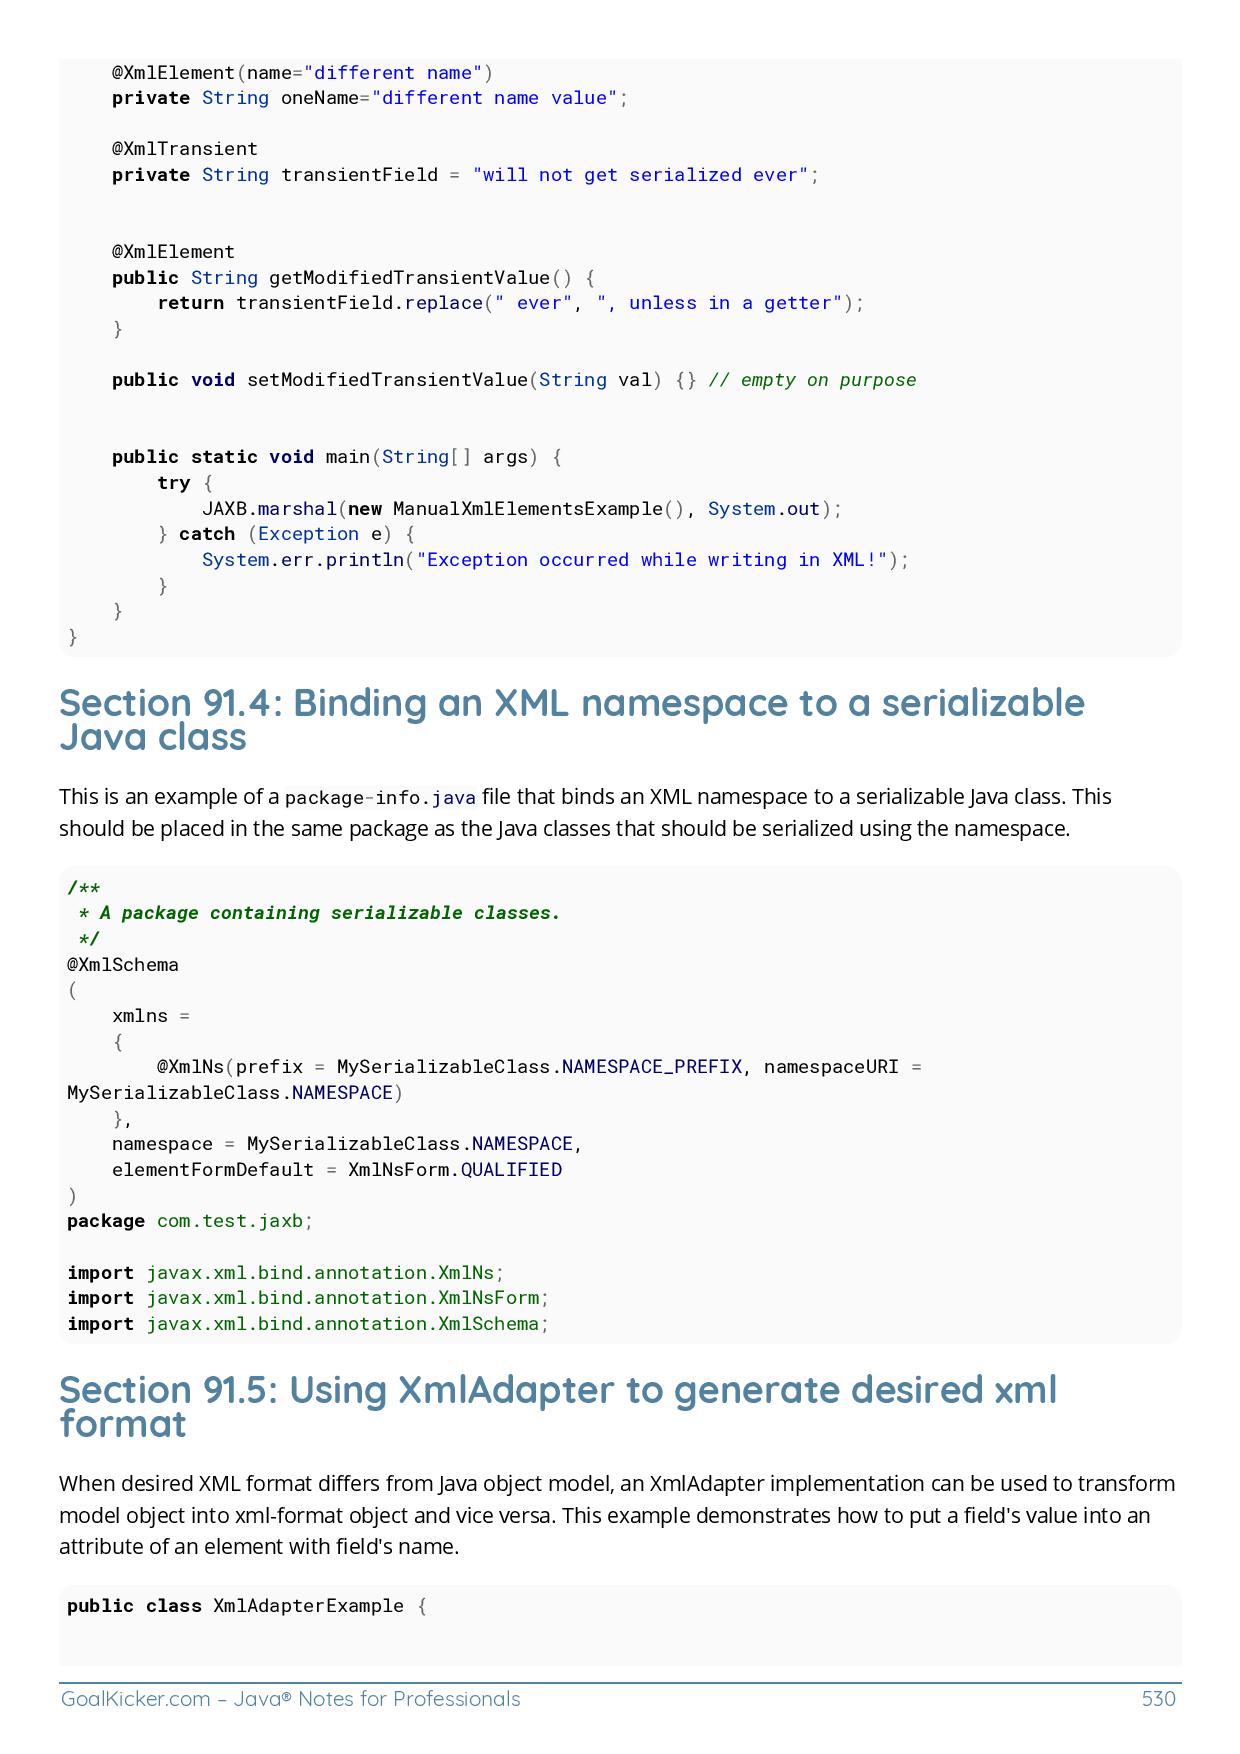 @XmlElement(name="different name")
    private String oneName="different name value";

    @XmlTransient
    private String transientField = "will not get serialized ever";


    @XmlElement
    public String getModifiedTransientValue() {
        return transientField.replace(" ever", ", unless in a getter");
    }

    public void setModifiedTransientValue(String val) {} // empty on purpose


    public static void main(String[] args) {
        try {
            JAXB.marshal(new ManualXmlElementsExample(), System.out);
        } catch (Exception e) {
            System.err.println("Exception occurred while writing in XML!");
        }
    }
}
Section 91.4: Binding an XML namespace to a serializable
Java class
This is an example of a package-info.java file that binds an XML namespace to a serializable Java class. This
should be placed in the same package as the Java classes that should be serialized using the namespace.
/**
 * A package containing serializable classes.
 */
@XmlSchema
(
    xmlns =
    {
        @XmlNs(prefix = MySerializableClass.NAMESPACE_PREFIX, namespaceURI =
MySerializableClass.NAMESPACE)
    },
    namespace = MySerializableClass.NAMESPACE,
    elementFormDefault = XmlNsForm.QUALIFIED
)
package com.test.jaxb;

import javax.xml.bind.annotation.XmlNs;
import javax.xml.bind.annotation.XmlNsForm;
import javax.xml.bind.annotation.XmlSchema;
Section 91.5: Using XmlAdapter to generate desired xml
format
When desired XML format differs from Java object model, an XmlAdapter implementation can be used to transform
model object into xml-format object and vice versa. This example demonstrates how to put a field's value into an
attribute of an element with field's name.
public class XmlAdapterExample {
GoalKicker.com – Java® Notes for Professionals 530